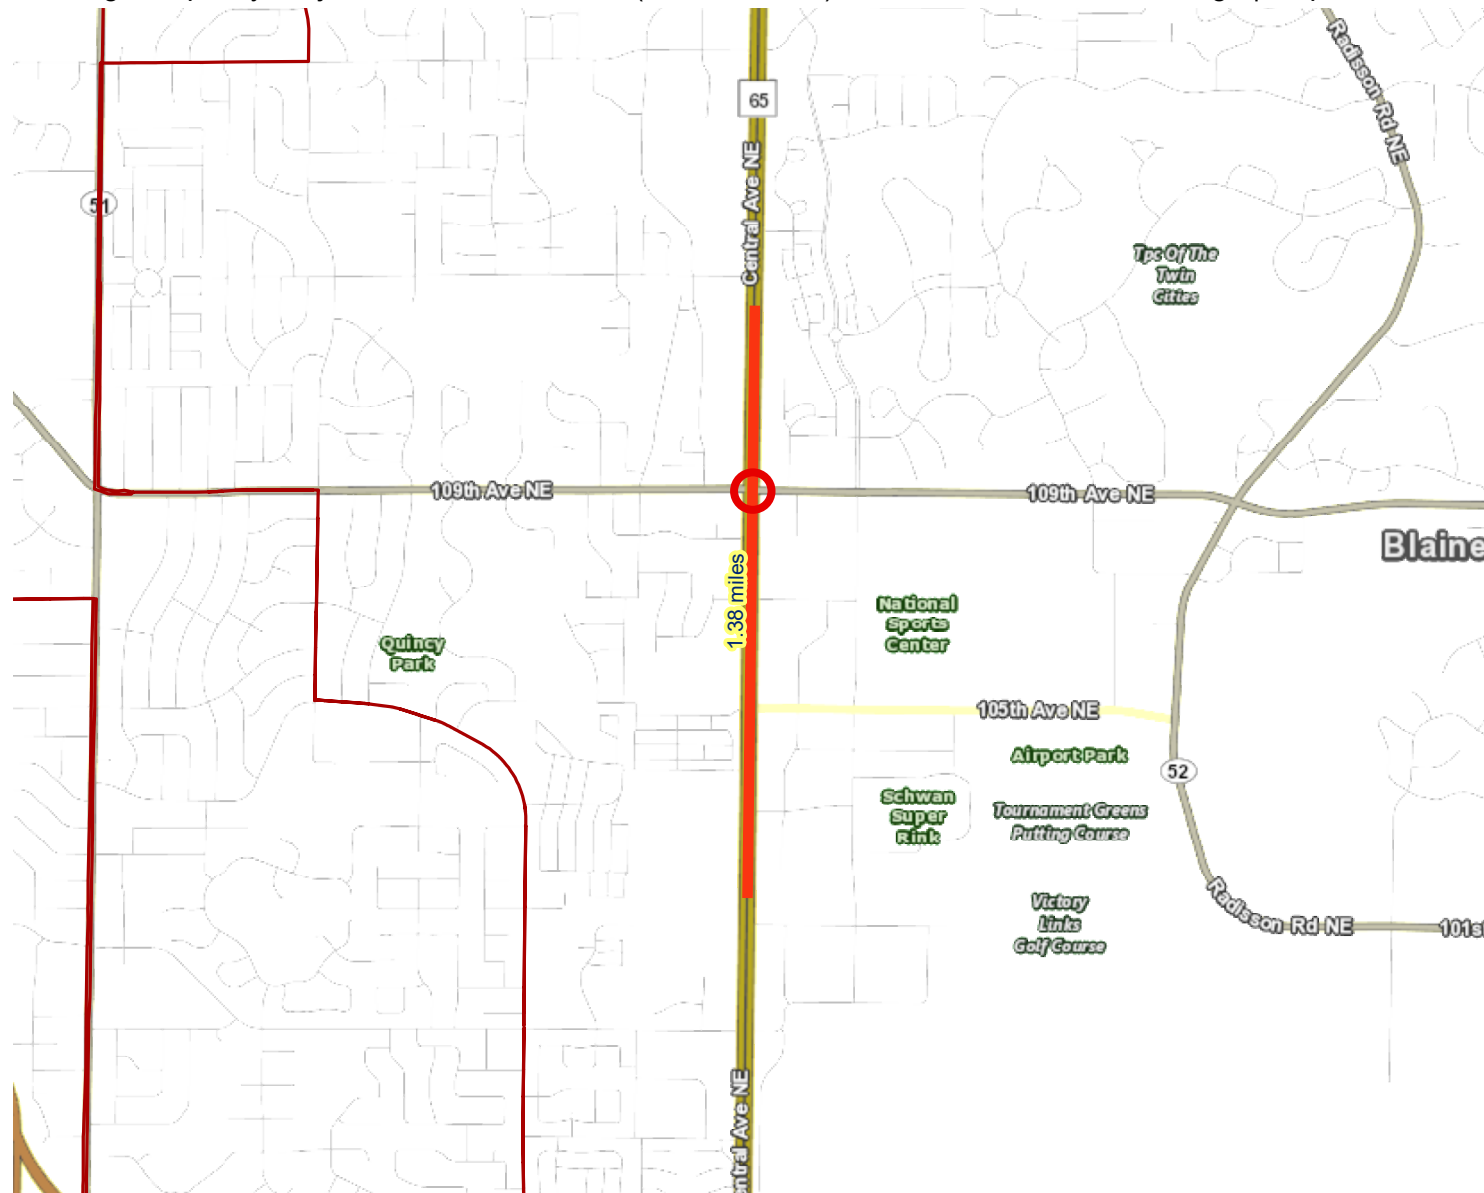 Radisson Rd NE
65
Central Ave NE
51
Tpc Of The
Twin
Cities
109th Ave NE
109th Ave NE
Blaine
1.38 miles
National
Sports
Center
Quincy
Park
105th Ave NE
Airport Park
52
Schwan
Super
Rink
Tournament Greens
Putting Course
Radisson Rd NE
Victory
Links
Golf Course
101st
ntral Ave NE